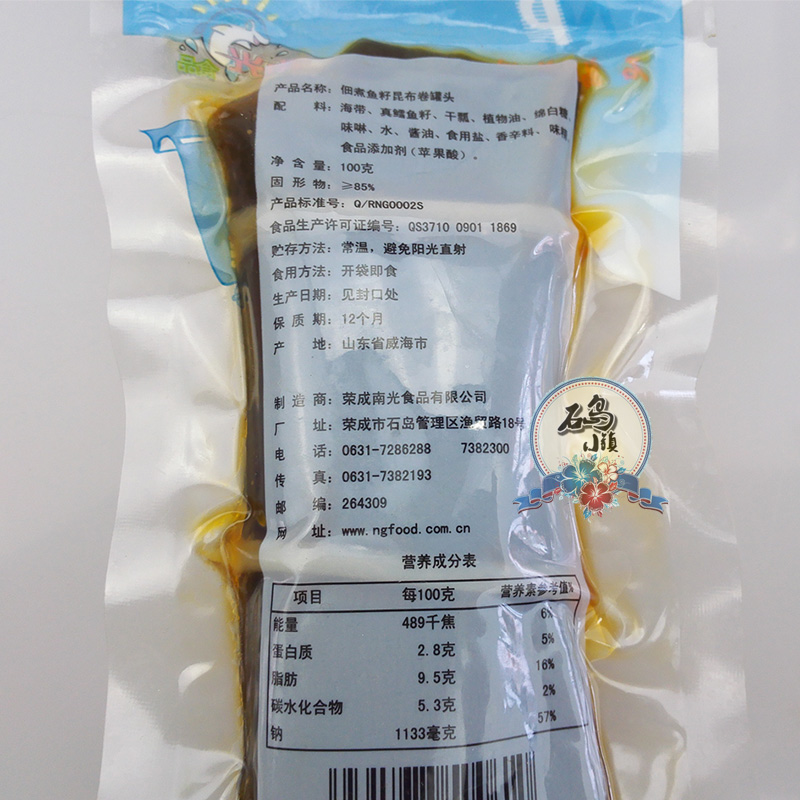 产品名称：佃煮鱼籽昆布卷罐头
配 料：海带、真鳕鱼籽、干瓢、植物油、绵白糖、
味啉、水、酱油、食用盐、香辛料、味精、
食品添加剂（苹果酸）。
净 含 量：100克
固 形 物：≥85%
产品标准号：Q/RNG0002S
食品生产许可证编号：QS3710 0901 1869
贮存方法：常温，避免阳光直射
食用方法：开袋即食
生产日期：见封口处
保 质 期：12个月
产 地：山东省威海市
制 造 商：荣成南光食品有限公司
厂 址：荣成市石岛管理区渔贸路18号
电 话：0631-7286288 7382300
传 真：0631-7382193
邮 编：264309
网 址：www.ngfood.com.cn
石岛
小镇
营养成分表
项目 每100克 营养素参考值%
能量 489千焦 6%
蛋白质 2.8克 5%
脂肪 9.5克 16%
碳水化合物 5.3克 2%
钠 1133毫克 57%